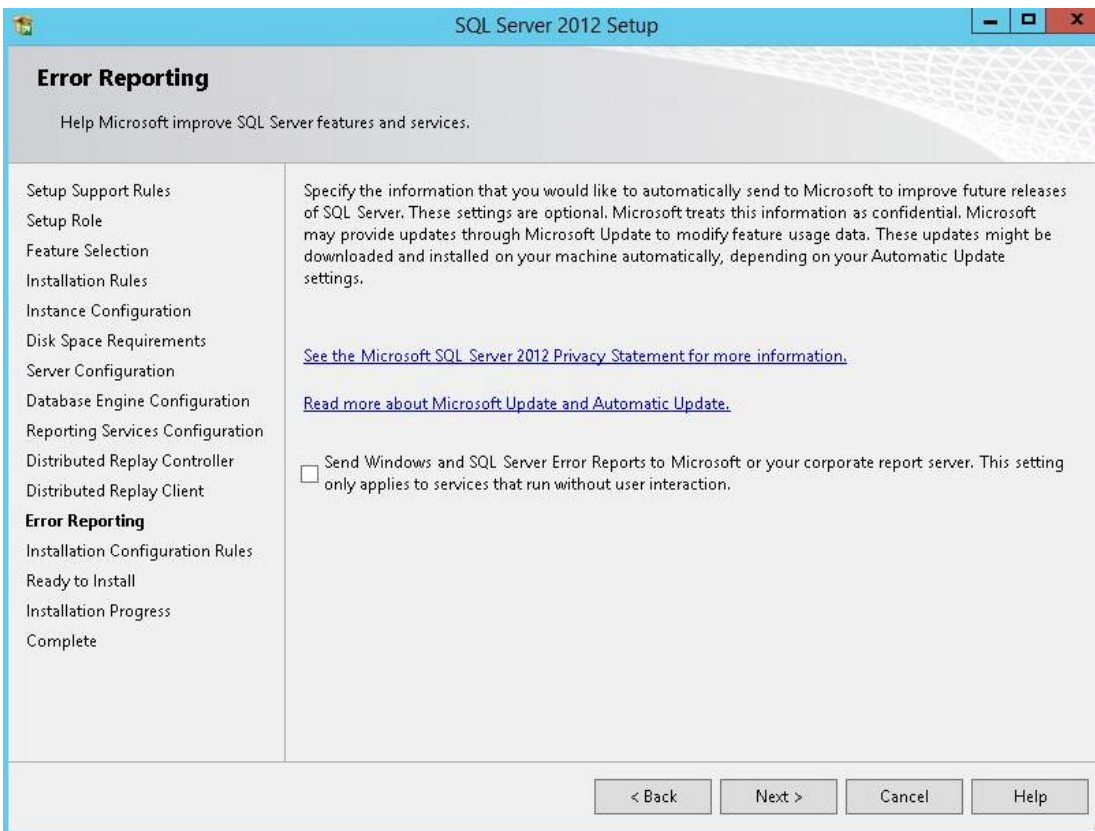 SQL Server 2012 Setup
Error Reporting
Help Microsoft improve SQL Server features and services.
Setup Support Rules
Setup Role
Feature Selection
Installation Rules
Instance Configuration
Disk Space Requirements
Server Configuration
Database Engine Configuration
Reporting Services Configuration
Distributed Replay Controller
Distributed Replay Client
Error Reporting
Installation Configuration Rules
Ready to Install
Installation Progress
Complete
Specify the information that you would like to automatically send to Microsoft to improve future releases
of SQL Server. These settings are optional. Microsoft treats this information as confidential. Microsoft
may provide updates through Microsoft Update to modify feature usage data. These updates might be
downloaded and installed on your machine automatically, depending on your Automatic Update
settings.
See the Microsoft SQL Server 2012 Privacy Statement for more information.
Read more about Microsoft Update and Automatic Update.
Send Windows and SQL Server Error Reports to Microsoft or your corporate report server. This setting
only applies to services that run without user interaction.
< Back
Next >
Cancel
Help